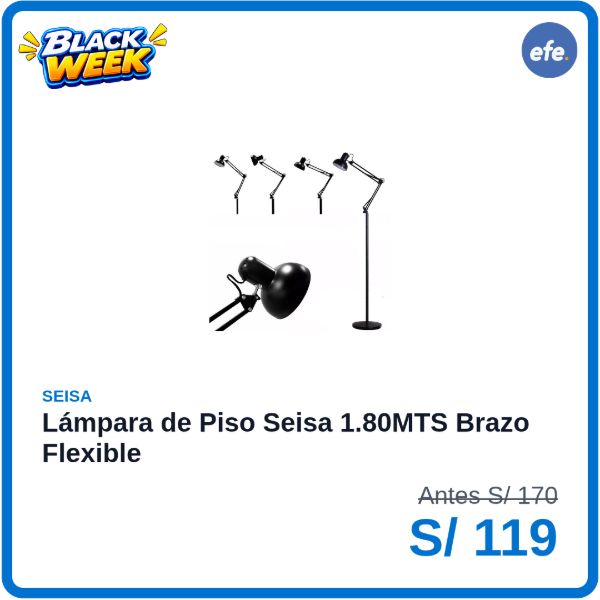 BLACK
WEEK
efe.
SEISA
Lámpara de Piso Seisa 1.80MTS Brazo
Flexible
Antes S/ 170
S/ 119